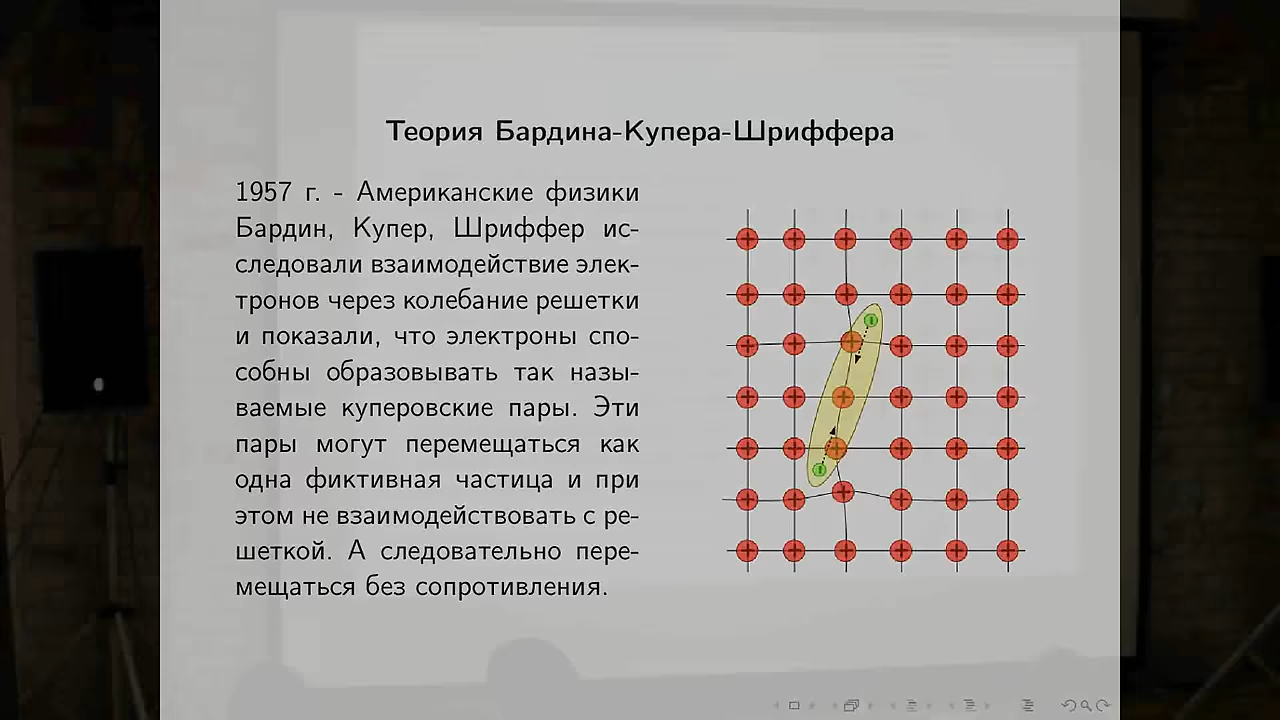 Теория Бардина-Купера-Шриффера
1957 г. - Американские физики
Бардин, Купер, Шриффер ис-
следовали взаимодействие элек-
тронов через колебание решетки
и показали, что электроны спо-
собны образовывать так назы-
ваемые куперовские пары. Эти
пары могут перемещаться как
одна фиктивная частица и при
этом не взаимодействовать с ре-
шеткой. А следовательно пере-
мещаться без сопротивления.